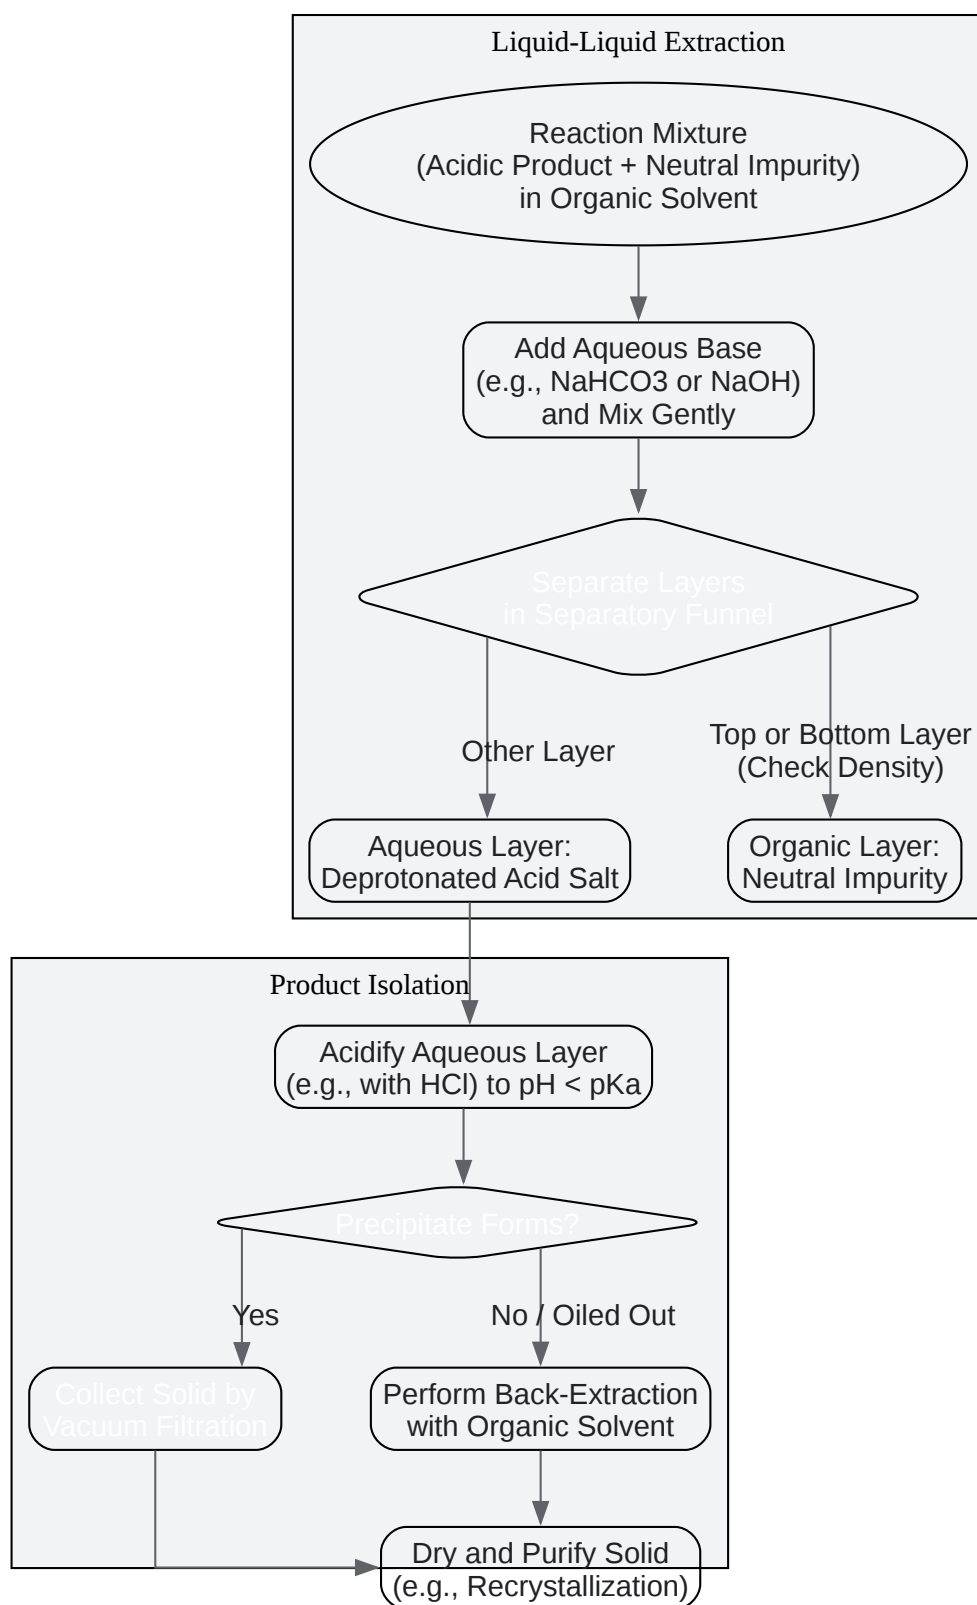 Liquid-Liquid Extraction
Reaction Mixture
(Acidic Product + Neutral Impurity)
in Organic Solvent
Add Aqueous Base
(e.g., NaHCO3 or NaOH)
and Mix Gently
Separate Layers
in Separatory Funnel
Other Layer
Top or Bottom Layer
(Check Density)
Aqueous Layer:
Deprotonated Acid Salt
Organic Layer:
Neutral Impurity
Product Isolation
Acidify Aqueous Layer
(e.g., with HCl) to pH < pKa
Precipitate Forms?
Yes
No / Oiled Out
Collect Solid by
Vacuum Filtration
Perform Back-Extraction
with Organic Solvent
Dry and Purify Solid
(e.g., Recrystallization)